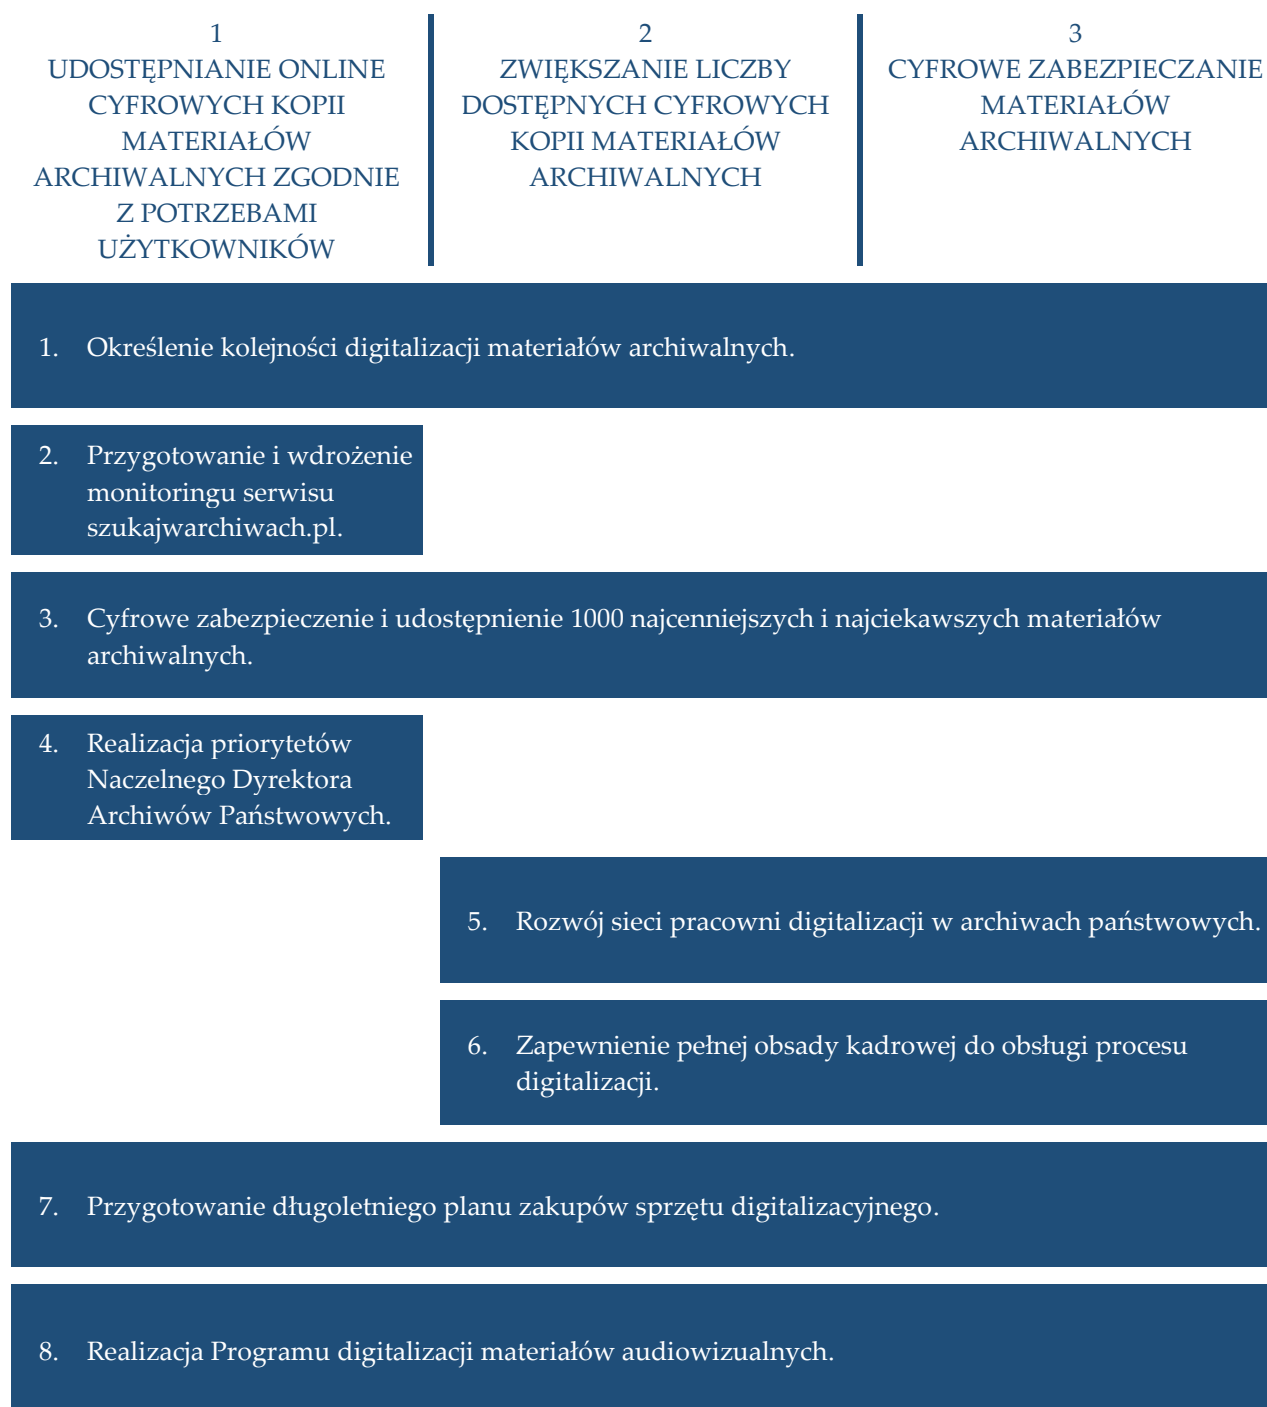 1
UDOSTĘPNIANIE ONLINE
CYFROWYCH KOPII
MATERIAŁÓW
ARCHIWALNYCH ZGODNIE
Z POTRZEBAMI
UŻYTKOWNIKÓW
2
ZWIĘKSZANIE LICZBY
DOSTĘPNYCH CYFROWYCH
KOPII MATERIAŁÓW
ARCHIWALNYCH
3
CYFROWE ZABEZPIECZANIE
MATERIAŁÓW
ARCHIWALNYCH
1. Określenie kolejności digitalizacji materiałów archiwalnych.
2. Przygotowanie i wdrożenie
monitoringu serwisu
szukajwarchiwach.pl.
3. Cyfrowe zabezpieczenie i udostępnienie 1000 najcenniejszych i najciekawszych materiałów
archiwalnych.
4. Realizacja priorytetów
Naczelnego Dyrektora
Archiwów Państwowych.
5. Rozwój sieci pracowni digitalizacji w archiwach państwowych.
6. Zapewnienie pełnej obsady kadrowej do obsługi procesu
digitalizacji.
7. Przygotowanie długoletniego planu zakupów sprzętu digitalizacyjnego.
8. Realizacja Programu digitalizacji materiałów audiowizualnych.